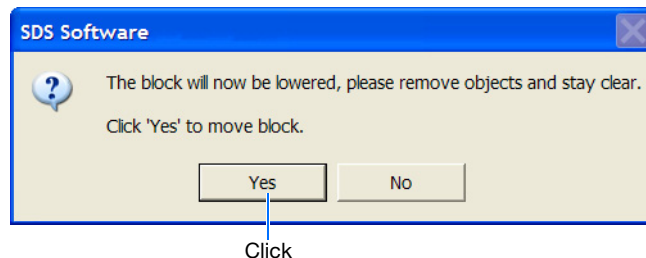 SDS Software
The block will now be lowered, please remove objects and stay clear.
Click 'Yes' to move block.
Yes No
Click